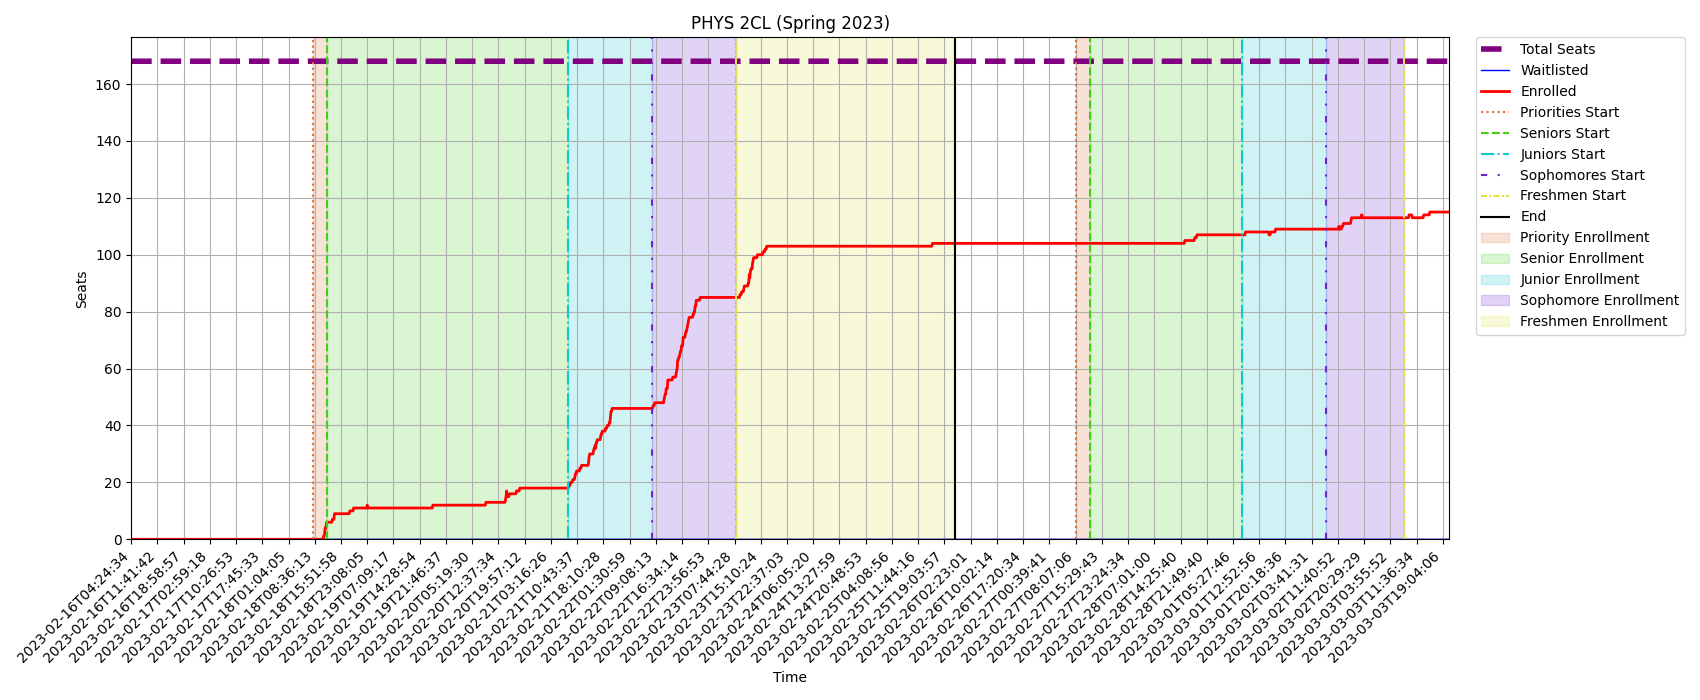 PHYS 2CL (Spring 2023)
Seats
160
140
120
100
80
60
40
20
0
2023-02-16T04:24:34
2023-02-16T11:41:42
2023-02-16T18:58:57
2023-02-17T02:59:18
2023-02-17T10:26:53
2023-02-17T17:45:33
2023-02-18T01:04:05
2023-02-18T08:36:13
2023-02-18T15:51:58
2023-02-18T23:08:05
2023-02-19T07:09:17
2023-02-19T14:28:54
2023-02-19T21:46:37
2023-02-20T05:19:30
2023-02-20T12:37:34
2023-02-20T19:57:12
2023-02-21T03:16:26
2023-02-21T10:43:37
2023-02-21T18:10:28
2023-02-22T01:30:59
2023-02-22T09:08:13
2023-02-22T16:34:14
2023-02-22T23:56:53
2023-02-23T07:44:28
2023-02-23T15:10:24
2023-02-23T22:37:03
2023-02-24T06:05:20
2023-02-24T13:27:59
2023-02-24T20:48:53
2023-02-25T04:08:56
2023-02-25T11:44:16
2023-02-25T19:03:57
2023-02-26T02:23:01
2023-02-26T10:02:14
2023-02-26T17:20:34
2023-02-27T00:39:41
2023-02-27T08:07:06
2023-02-27T15:29:43
2023-02-27T23:24:34
2023-02-28T07:01:00
2023-02-28T14:25:40
2023-02-28T21:49:40
2023-03-01T05:27:46
2023-03-01T12:52:56
2023-03-01T20:18:36
2023-03-02T03:41:31
2023-03-02T11:40:52
2023-03-02T20:29:29
2023-03-03T03:55:52
2023-03-03T11:36:34
2023-03-03T19:04:06
Time
Total Seats
Waitlisted
Enrolled
Priorities Start
Seniors Start
Juniors Start
Sophomores Start
Freshmen Start
End
Priority Enrollment
Senior Enrollment
Junior Enrollment
Sophomore Enrollment
Freshmen Enrollment